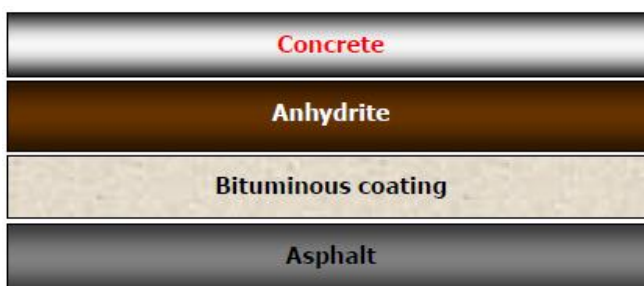 Concrete
Anhydrite
Bituminous coating
Asphalt